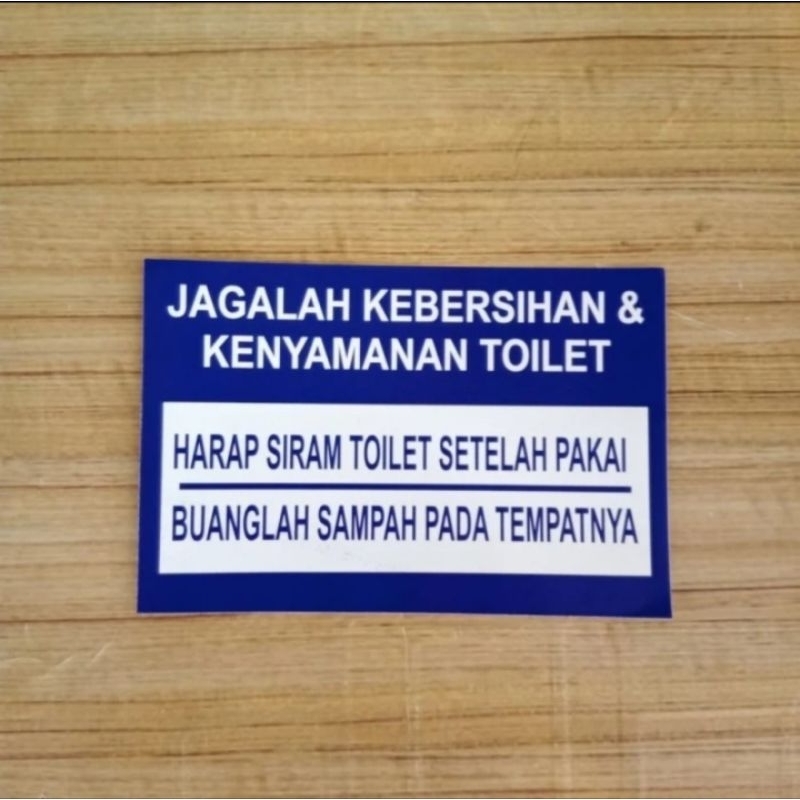 JAGALAH KEBERSIHAN &
KENYAMANAN TOILET
HARAP SIRAM TOILET SETELAH PAKAI
BUANGLAH SAMPAH PADA TEMPATNYA